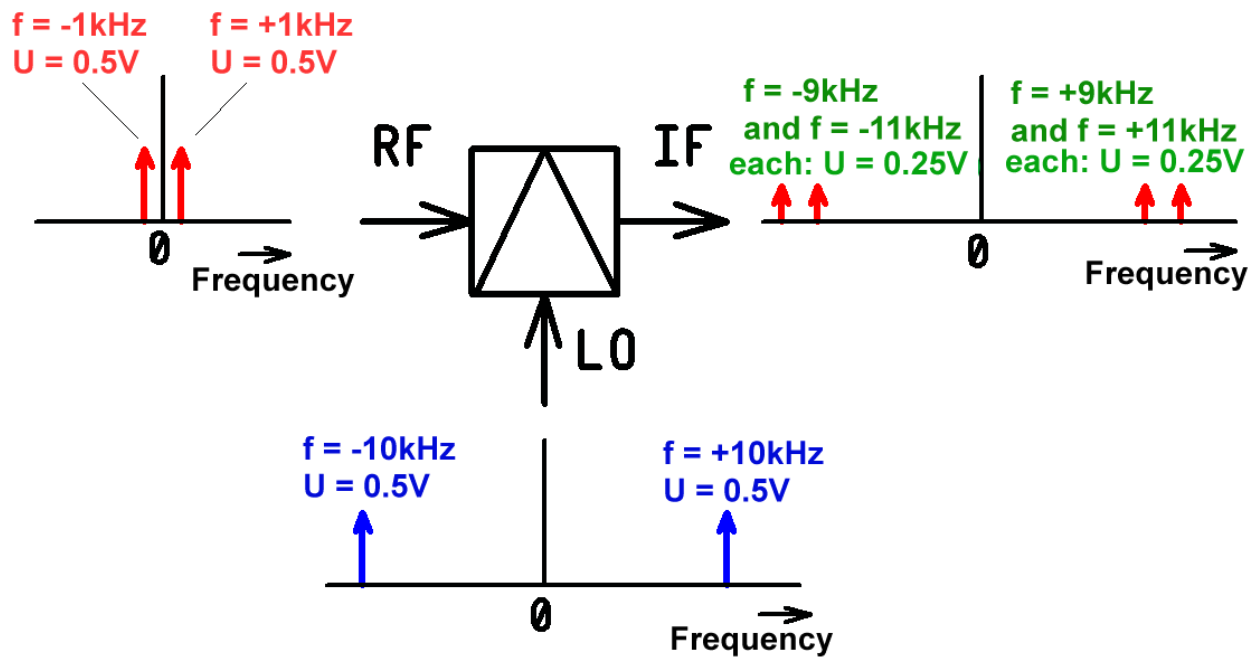 f = -1kHz
U = 0.5V
f = +1kHz
U = 0.5V
0
Frequency
RF
IF
LO
f = -9kHz
and f = -11kHz
each: U = 0.25V
f = +9kHz
and f = +11kHz
each: U = 0.25V
0
Frequency
f = -10kHz
U = 0.5V
f = +10kHz
U = 0.5V
0
Frequency